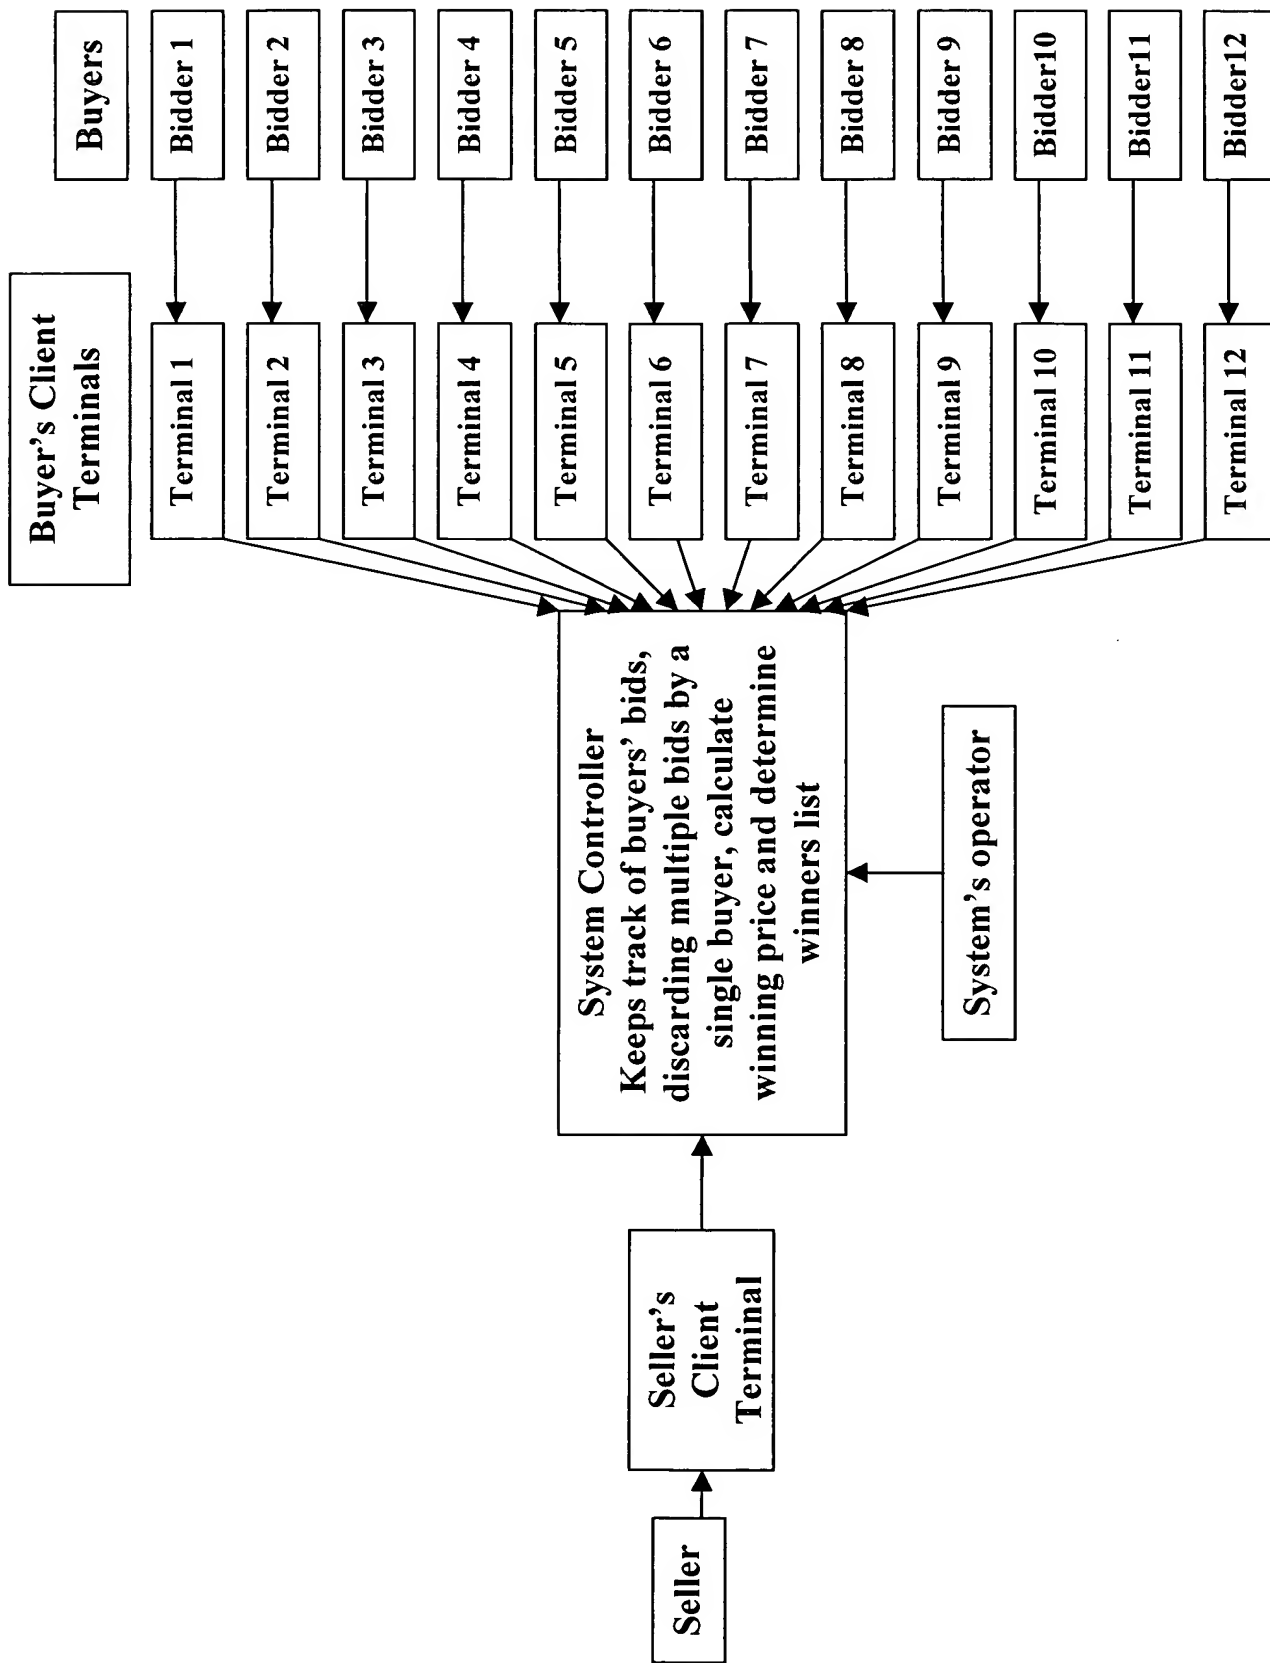 Buyer's Client
Terminals
Buyers
Terminal 1
Bidder 1
Terminal 2
Bidder 2
Terminal 3
Bidder 3
Terminal 4
Bidder 4
Terminal 5
Bidder 5
Terminal 6
Bidder 6
Terminal 7
Bidder 7
Terminal 8
Bidder 8
Terminal 9
Bidder 9
Terminal 10
Bidder10
Terminal 11
Bidder11
Terminal 12
Bidder12
System Controller
Keeps track of buyers' bids,
discarding multiple bids by a
single buyer, calculate
winning price and determine
winners list
Seller
Seller's
Client
Terminal
System's operator